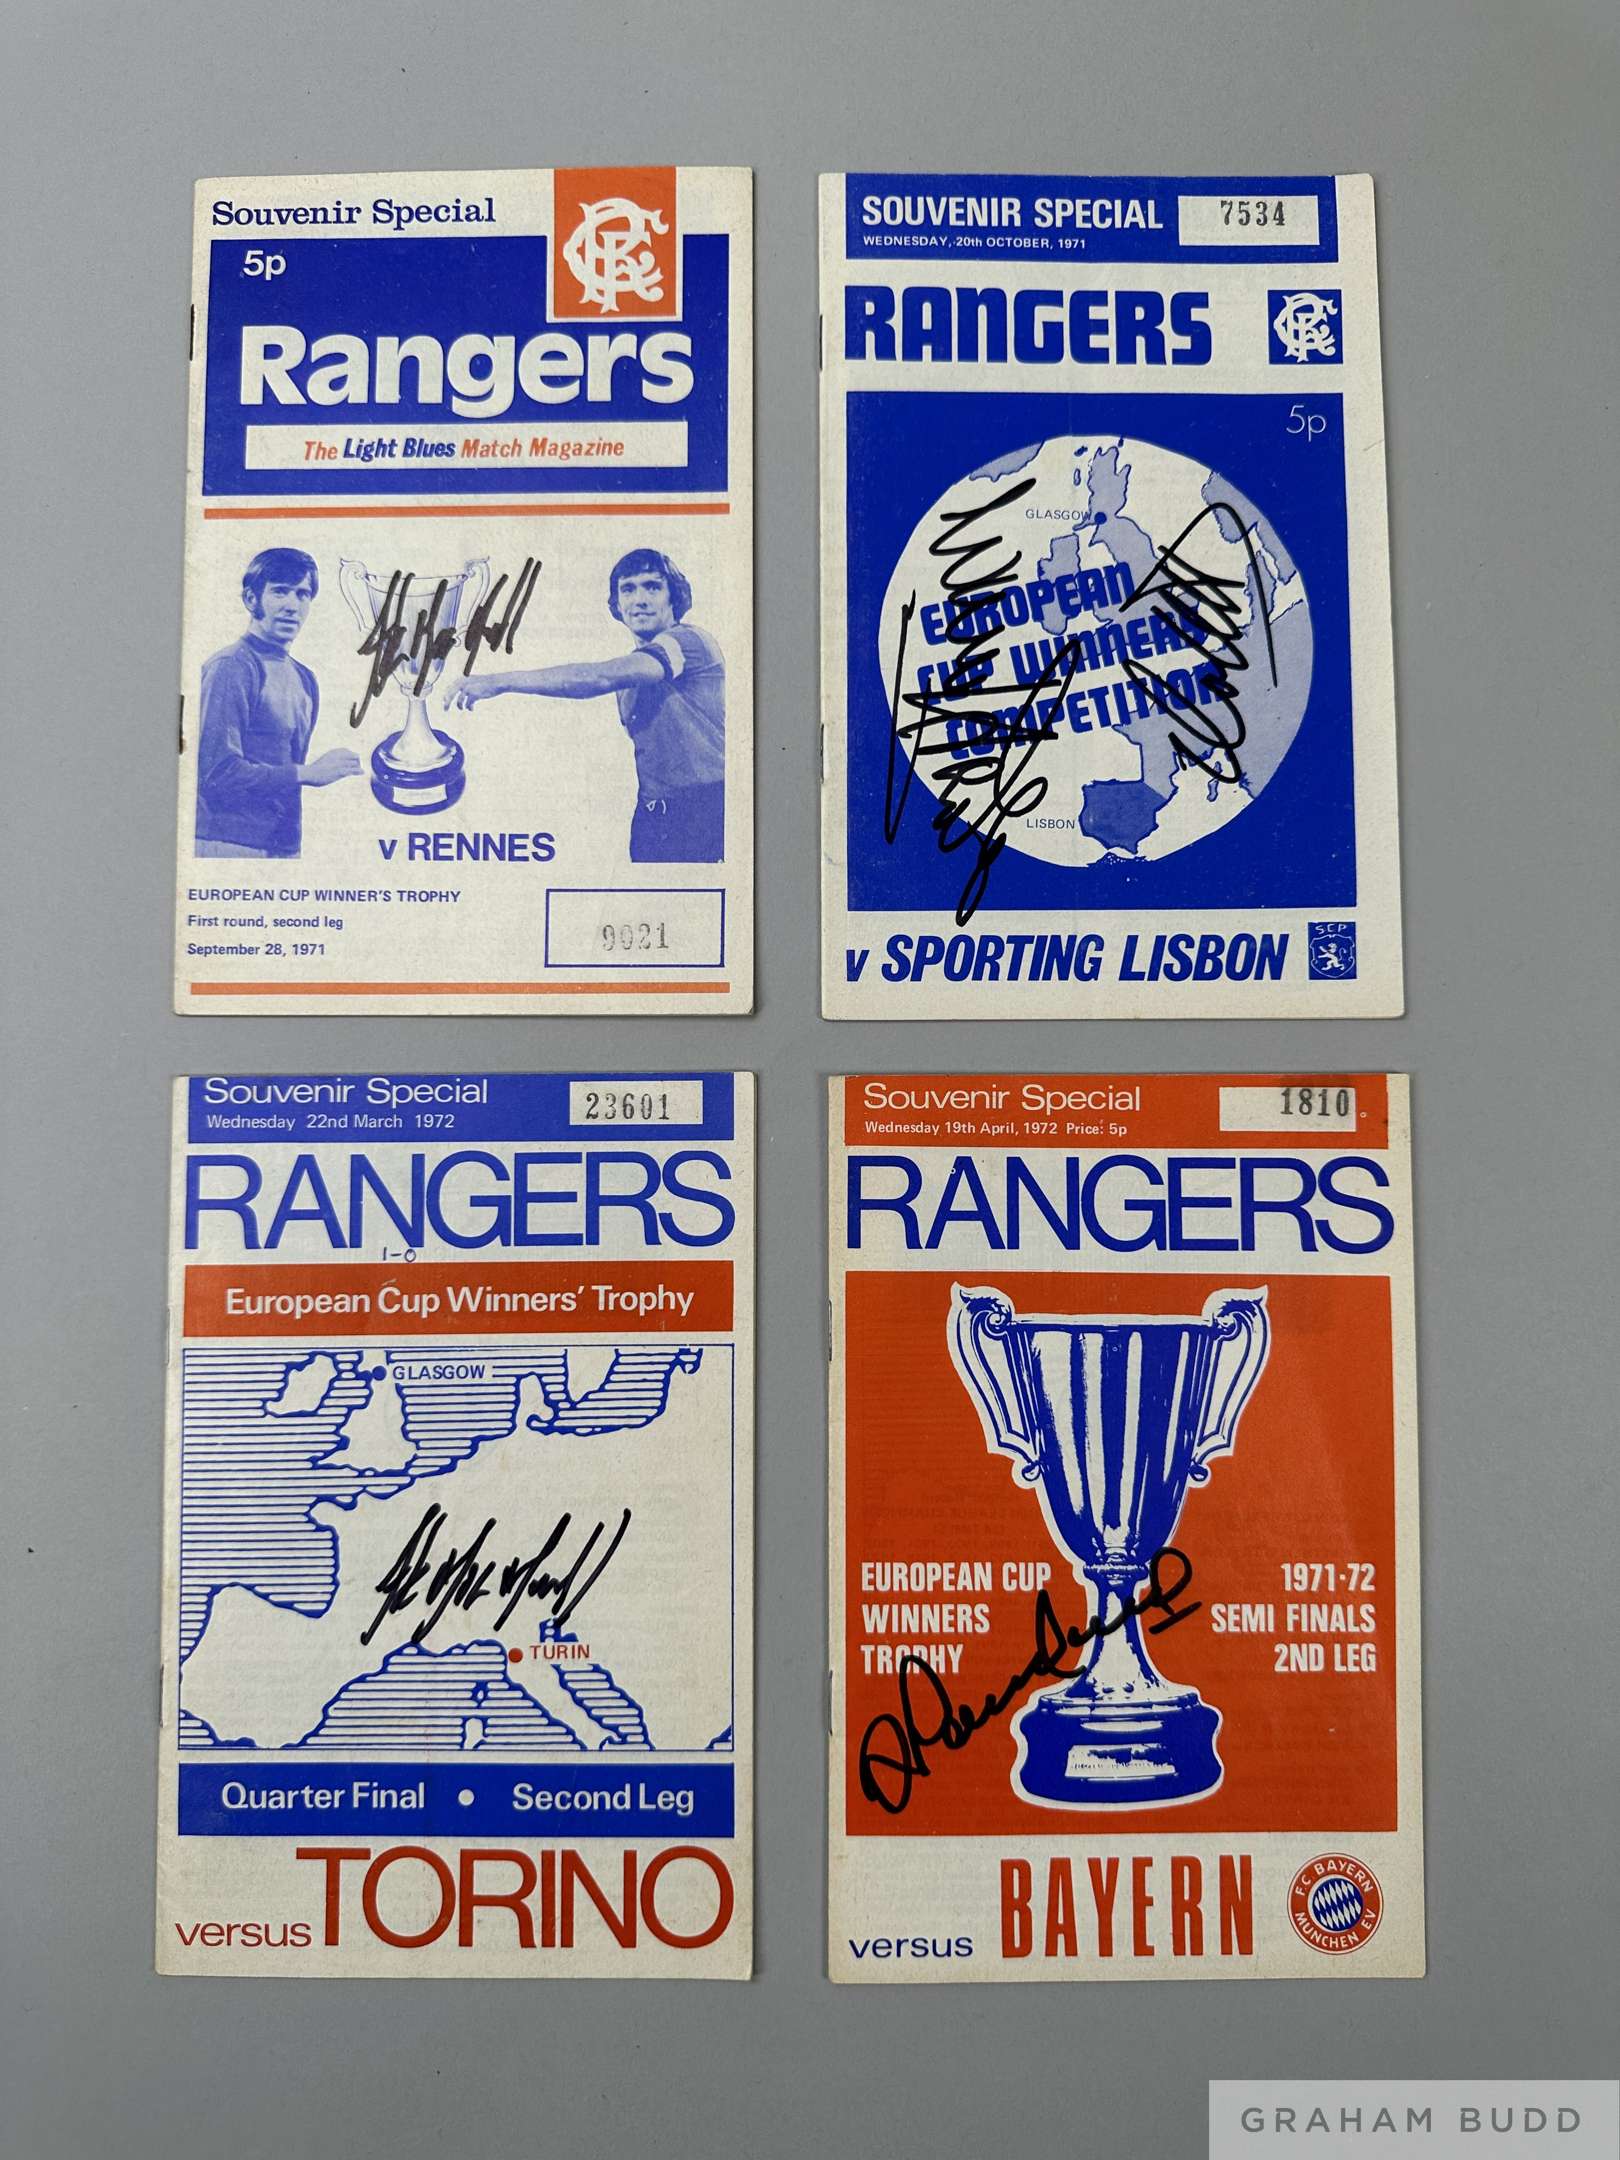 Souvenir Special
5p
Rangers
The Light Blues Match Magazine
v RENNES
EUROPEAN CUP WINNER'S TROPHY
First round, second leg
September 28, 1971
9021
SOUVENIR SPECIAL
WEDNESDAY, 20th OCTOBER, 1971
7534
RANGERS
5p
GLASGOW
EUROPEAN
CUP WINNERS
COMPETITION
LISBON
v SPORTING LISBON
SCP
Souvenir Special
Wednesday 22nd March 1972
23601
RANGERS
1-0
European Cup Winners' Trophy
GLASGOW
TURIN
Quarter Final • Second Leg
versus TORINO
Souvenir Special
Wednesday 19th April, 1972 Price: 5p
1810
RANGERS
EUROPEAN CUP
WINNERS
TROPHY
1971-72
SEMI FINALS
2ND LEG
versus BAYERN
F.C. BAYERN
MÜNCHEN EV
GRAHAM BUDD